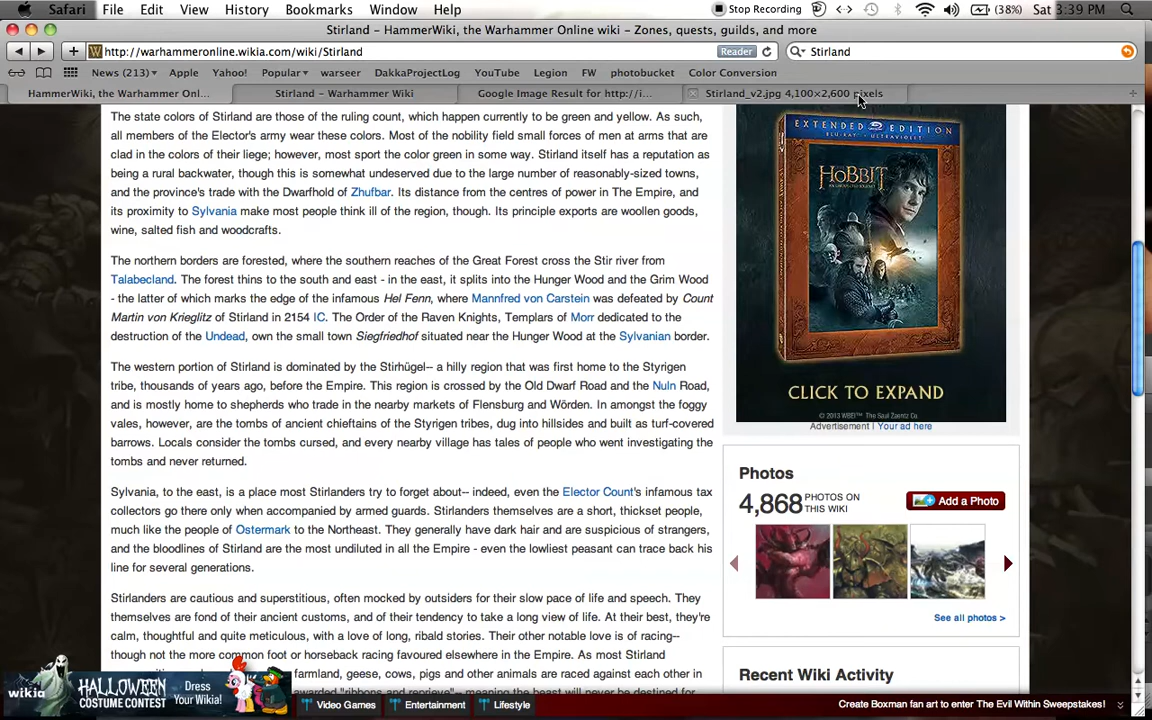 Safari File Edit View History Bookmarks Window Help Stop Recording (38%) Sat 3:39 PM
Stirland – HammerWiki, the Warhammer Online wiki – Zones, quests, guilds, and more
http://warhammeronline.wikia.com/wiki/Stirland Reader Stirland
News (213) Apple Yahoo! Popular warseer DakkaProjectLog YouTube Legion FW photobucket Color Conversion
HammerWiki, the Warhammer Onl... Stirland – Warhammer Wiki Google Image Result for http://i... Stirland_v2.jpg 4,100×2,600 pixels
The state colors of Stirland are those of the ruling count, which happen currently to be green and yellow. As such,
all members of the Elector's army wear these colors. Most of the nobility field small forces of men at arms that are
clad in the colors of their liege; however, most sport the color green in some way. Stirland itself has a reputation as
being a rural backwater, though this is somewhat undeserved due to the large number of reasonably-sized towns,
and the province's trade with the Dwarfhold of Zhufbar. Its distance from the centres of power in The Empire, and
its proximity to Sylvania make most people think ill of the region, though. Its principle exports are woollen goods,
wine, salted fish and woodcrafts.
The northern borders are forested, where the southern reaches of the Great Forest cross the Stir river from
Talabecland. The forest thins to the south and east - in the east, it splits into the Hunger Wood and the Grim Wood
- the latter of which marks the edge of the infamous Hel Fenn, where Mannfred von Carstein was defeated by Count
Martin von Krieglitz of Stirland in 2154 IC. The Order of the Raven Knights, Templars of Morr dedicated to the
destruction of the Undead, own the small town Siegfriedhof situated near the Hunger Wood at the Sylvanian border.
The western portion of Stirland is dominated by the Stirhügel-- a hilly region that was first home to the Styrigen
tribe, thousands of years ago, before the Empire. This region is crossed by the Old Dwarf Road and the Nuln Road,
and is mostly home to shepherds who trade in the nearby markets of Flensburg and Wörden. In amongst the foggy
vales, however, are the tombs of ancient chieftains of the Styrigen tribes, dug into hillsides and built as turf-covered
barrows. Locals consider the tombs cursed, and every nearby village has tales of people who went investigating the
tombs and never returned.
Sylvania, to the east, is a place most Stirlanders try to forget about-- indeed, even the Elector Count's infamous tax
collectors go there only when accompanied by armed guards. Stirlanders themselves are a short, thickset people,
much like the people of Ostermark to the Northeast. They generally have dark hair and are suspicious of strangers,
and the bloodlines of Stirland are the most undiluted in all the Empire - even the lowliest peasant can trace back his
line for several generations.
Stirlanders are cautious and superstitious, often mocked by outsiders for their slow pace of life and speech. They
themselves are fond of their ancient customs, and of their tendency to take a long view of life. At their best, they're
calm, thoughtful and quite meticulous, with a love of long, ribald stories. Their other notable love is of racing--
though not the more common foot or horseback racing favoured elsewhere in the Empire. As most Stirland
farmland, geese, cows, pigs and other animals are raced against each other in
awarded "ribbons and reprieve"-- meaning the beast will never be destined for
EXTENDED EDITION
BLU-RAY + ULTRAVIOLET
THE HOBBIT
CLICK TO EXPAND
© 2013 WBEI TM The Saul Zaentz Co.
Advertisement | Your ad here
Photos
4,868 PHOTOS ON THIS WIKI Add a Photo
See all photos >
Recent Wiki Activity
wikia HALLOWEEN COSTUME CONTEST Dress Your Wikia!
Video Games Entertainment Lifestyle Create Boxman fan art to enter The Evil Within Sweepstakes!